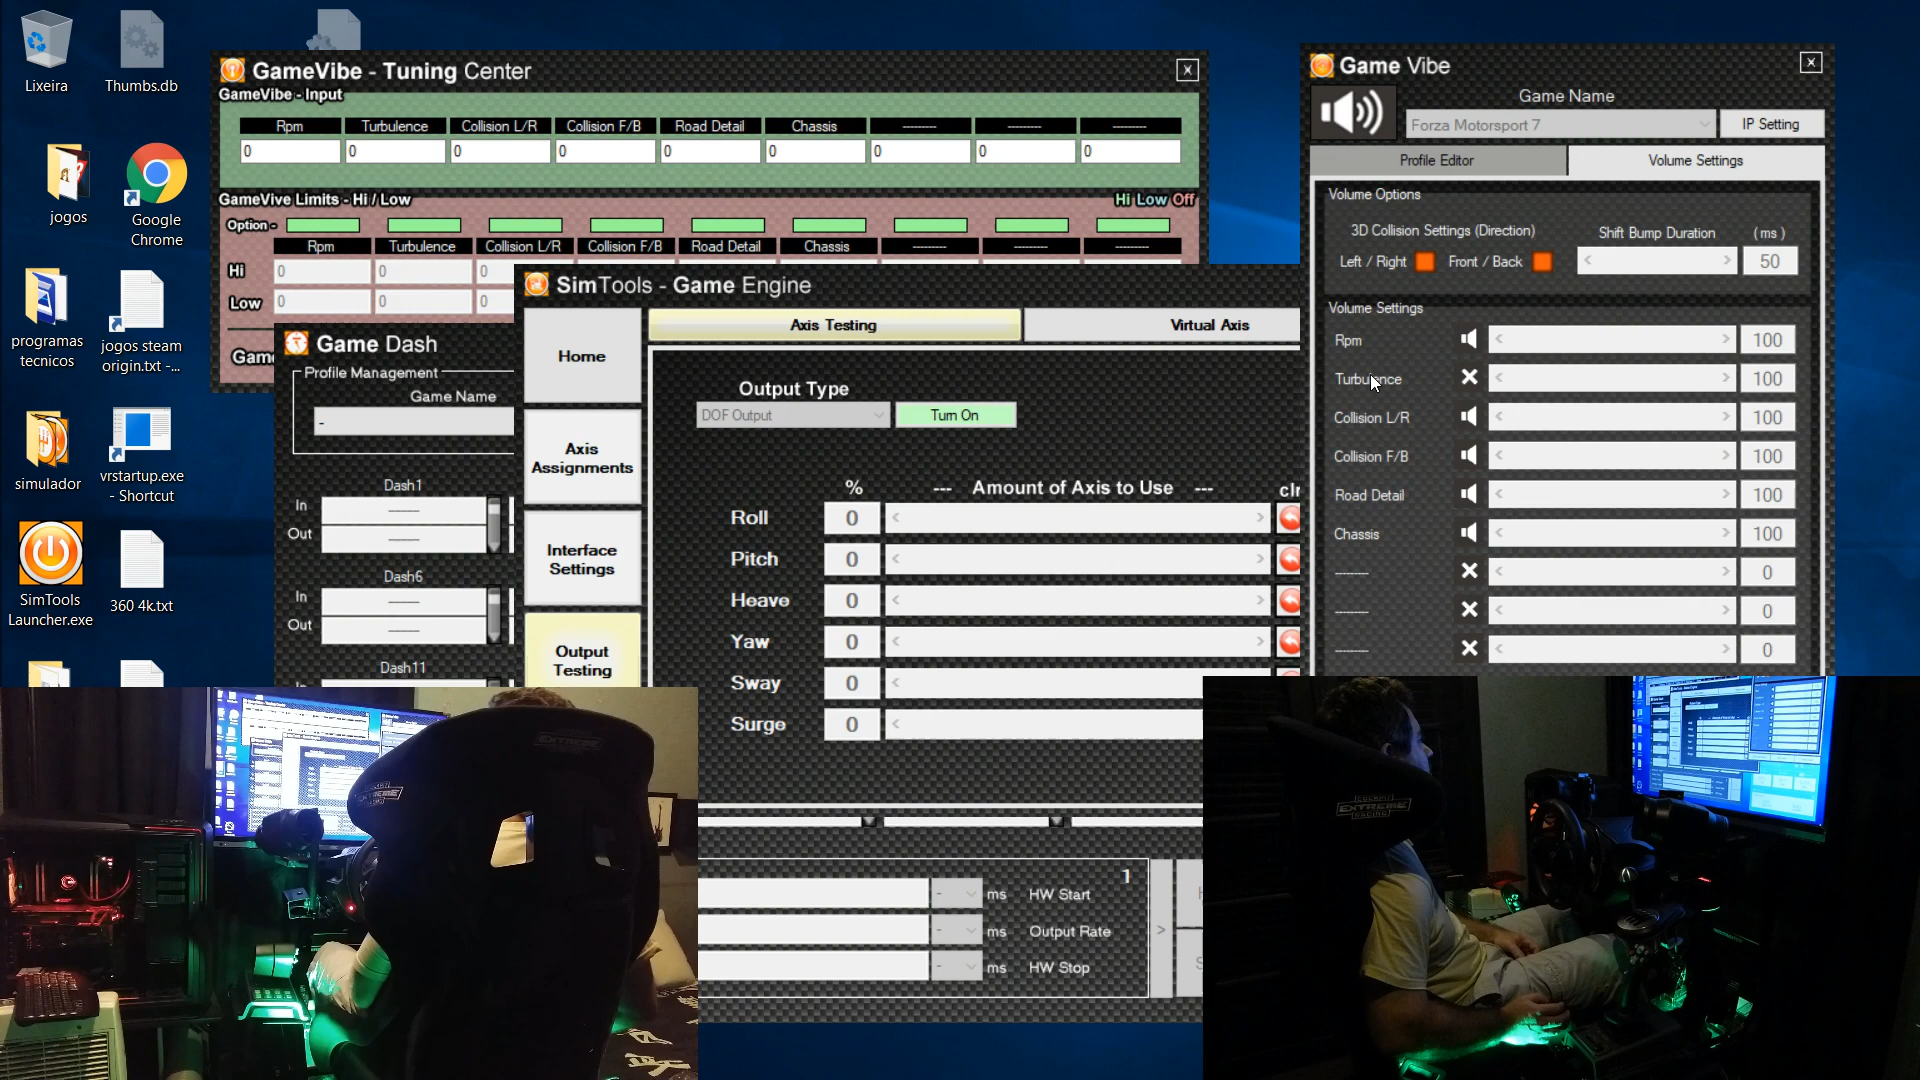 Lixeira
Thumbs.db
jogos
Google
Chrome
programas
tecnicos
jogos steam
origin.txt -...
simulador
vrstartup.exe
- Shortcut
SimTools
Launcher.exe
360 4k.txt
GameVibe - Tuning Center
GameVibe - Input
Rpm Turbulence Collision L/R Collision F/B Road Detail Chassis --------- --------- ---------
0 0 0 0 0 0 0 0 0
GameVive Limits - Hi / Low
Hi Low Off
Option -
Rpm Turbulence Collision L/R Collision F/B Road Detail Chassis --------- --------- ---------
Hi 0 0 0
Low 0 0 0
Game Dash
Profile Management
Game Name
-
Dash1
In -----
Out -----
Dash6
In -----
Out -----
Dash11
SimTools - Game Engine
Home
Axis
Assignments
Interface
Settings
Output
Testing
Axis Testing
Virtual Axis
Output Type
DOF Output
Turn On
% --- Amount of Axis to Use --- clr
Roll 0
Pitch 0
Heave 0
Yaw 0
Sway 0
Surge 0
1
- ms HW Start
- ms Output Rate
- ms HW Stop
>
Game Vibe
Game Name
Forza Motorsport 7
IP Setting
Profile Editor
Volume Settings
Volume Options
3D Collision Settings (Direction)
Shift Bump Duration (ms)
Left / Right
Front / Back
50
Volume Settings
Rpm 100
Turbulence 100
Collision L/R 100
Collision F/B 100
Road Detail 100
Chassis 100
--------- 0
--------- 0
--------- 0
EXTREME
EXTREME
COCKPIT
EXTREME
RACING